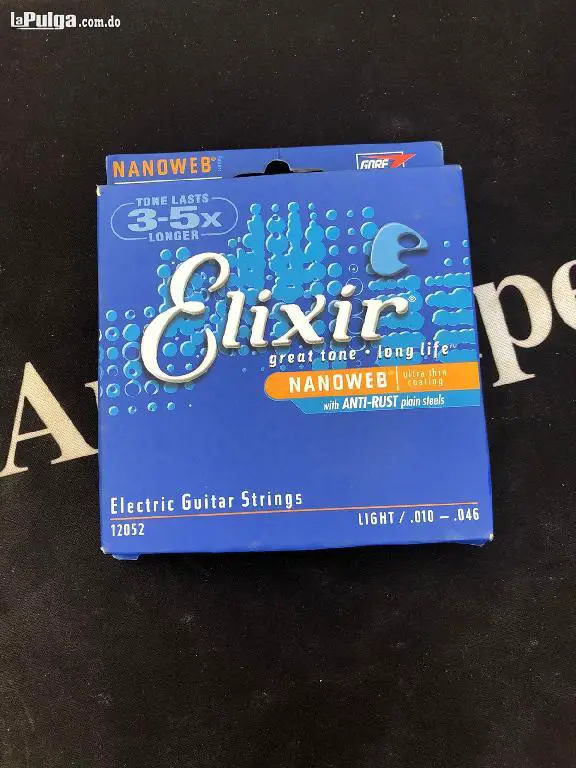 laPulga.com.do
NANOWEB®
GORE
TONE LASTS
3-5x
LONGER
Elixir®
great tone • long life™
NANOWEB® ultra thin coating
with ANTI-RUST plain steels
Electric Guitar Strings
12052
LIGHT / .010 – .046